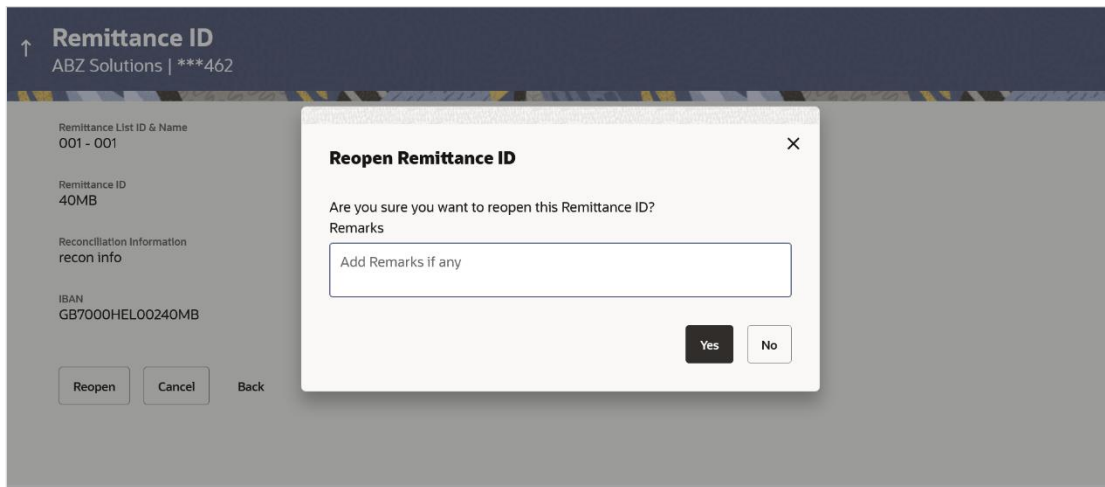 Remittance ID
ABZ Solutions | ***462
Remittance List ID & Name
001 - 001
Remittance ID
40MB
Reconciliation Information
recon info
IBAN
GB7000HEL00240MB
Reopen Cancel Back
Reopen Remittance ID
Are you sure you want to reopen this Remittance ID?
Remarks
Add Remarks if any
Yes No